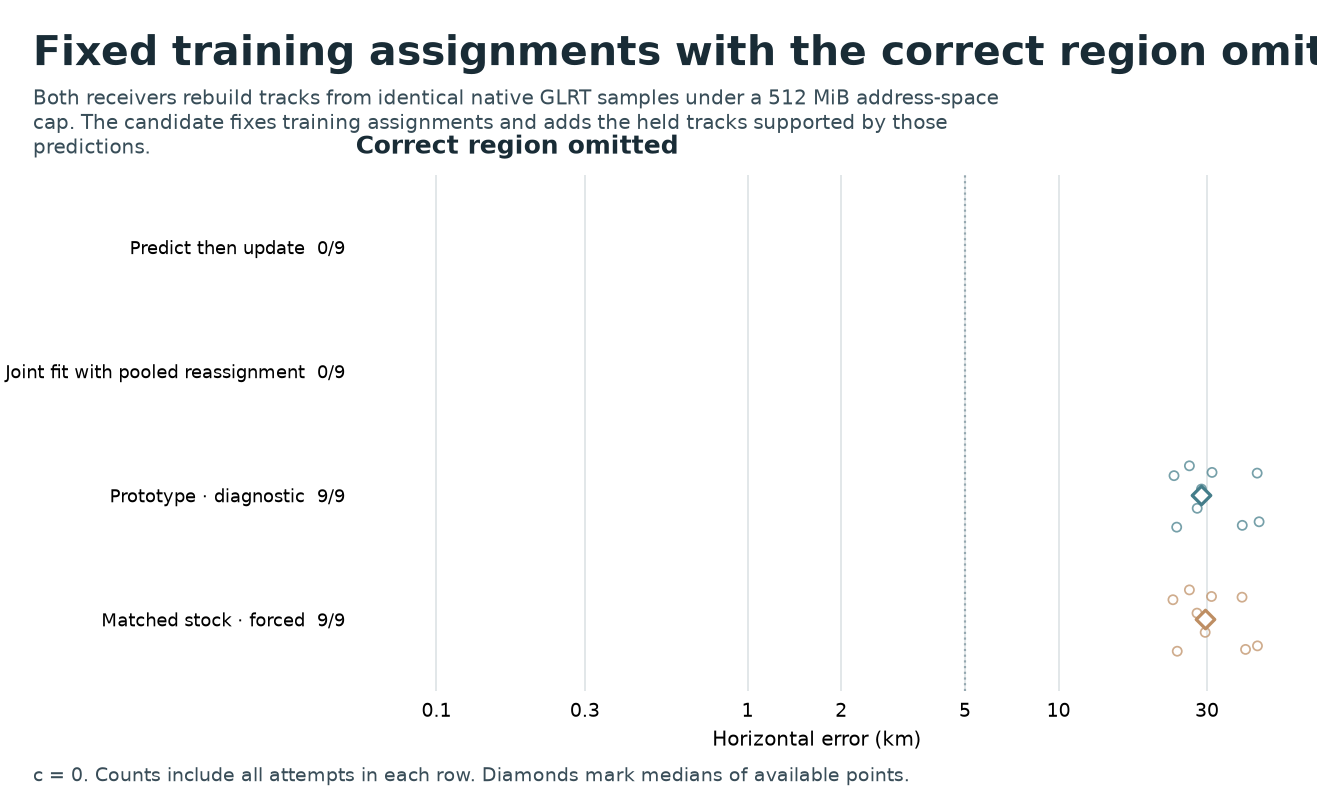 Fixed training assignments with the correct region omit
Both receivers rebuild tracks from identical native GLRT samples under a 512 MiB address-space
cap. The candidate fixes training assignments and adds the held tracks supported by those
predictions.
Correct region omitted
Predict then update 0/9
Joint fit with pooled reassignment 0/9
Prototype · diagnostic 9/9
Matched stock · forced 9/9
0.1 0.3 1 2 5 10 30
Horizontal error (km)
c = 0. Counts include all attempts in each row. Diamonds mark medians of available points.